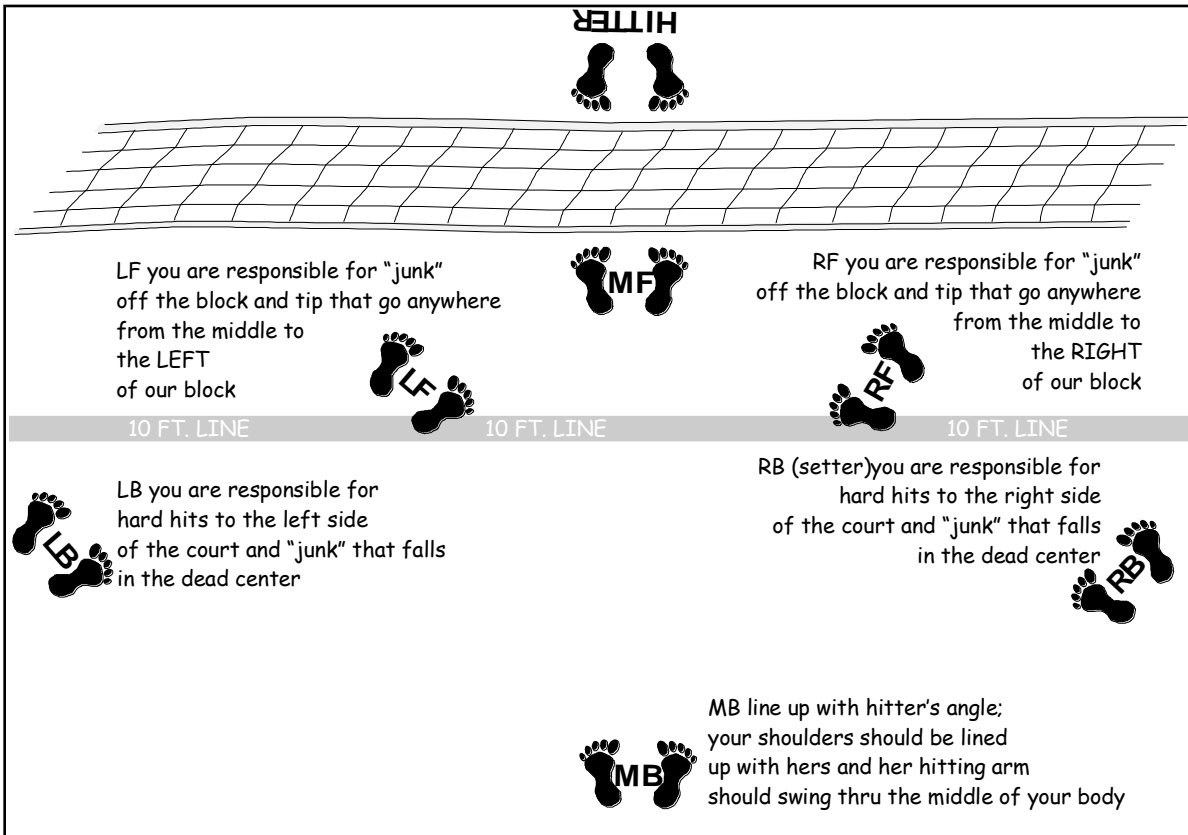 HITTER
MF
LF you are responsible for “junk”
off the block and tip that go anywhere
from the middle to
the LEFT
of our block
RF you are responsible for “junk”
off the block and tip that go anywhere
from the middle to
the RIGHT
of our block
LF
RF
10 FT. LINE 10 FT. LINE 10 FT. LINE
LB you are responsible for
hard hits to the left side
of the court and “junk” that falls
in the dead center
LB
RB (setter)you are responsible for
hard hits to the right side
of the court and “junk” that falls
in the dead center
RB
MB line up with hitter’s angle;
your shoulders should be lined
up with hers and her hitting arm
should swing thru the middle of your body
MB